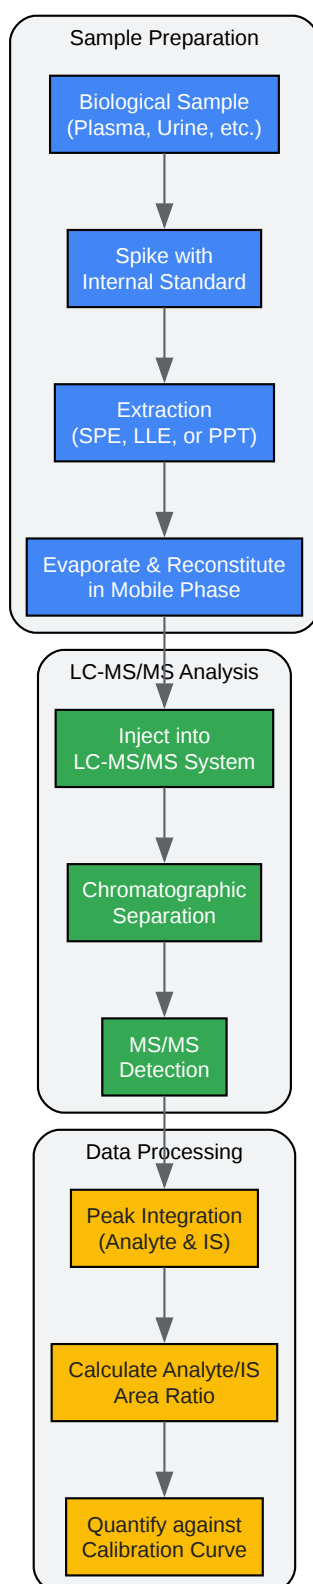 Sample Preparation
Biological Sample
(Plasma, Urine, etc.)
Spike with
Internal Standard
Extraction
(SPE, LLE, or PPT)
Evaporate & Reconstitute
in Mobile Phase
LC-MS/MS Analysis
Inject into
LC-MS/MS System
Chromatographic
Separation
MS/MS
Detection
Data Processing
Peak Integration
(Analyte & IS)
Calculate Analyte/IS
Area Ratio
Quantify against
Calibration Curve